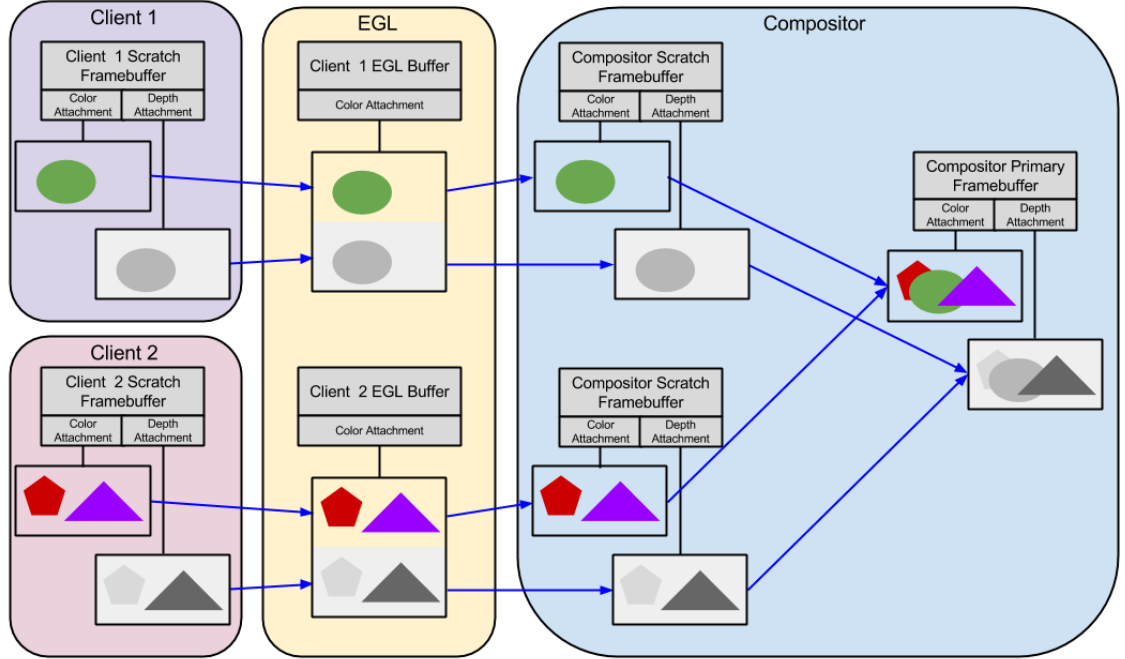 Client 1
Client 1 Scratch
Framebuffer
Color
Attachment
Depth
Attachment
Client 2
Client 2 Scratch
Framebuffer
Color
Attachment
Depth
Attachment
EGL
Client 1 EGL Buffer
Color Attachment
Client 2 EGL Buffer
Color Attachment
Compositor
Compositor Scratch
Framebuffer
Color
Attachment
Depth
Attachment
Compositor Scratch
Framebuffer
Color
Attachment
Depth
Attachment
Compositor Primary
Framebuffer
Color
Attachment
Depth
Attachment